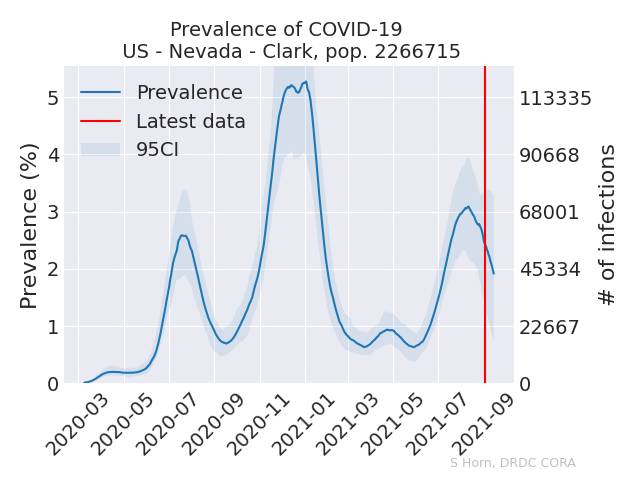 Prevalence of COVID-19
US - Nevada - Clark, pop. 2266715
Prevalence
Latest data
95CI
Prevalence (%)
5
4
3
2
1
0
113335
90668
68001
45334
22667
0
# of infections
2020-03
2020-05
2020-07
2020-09
2020-11
2021-01
2021-03
2021-05
2021-07
2021-09
S Horn, DRDC CORA